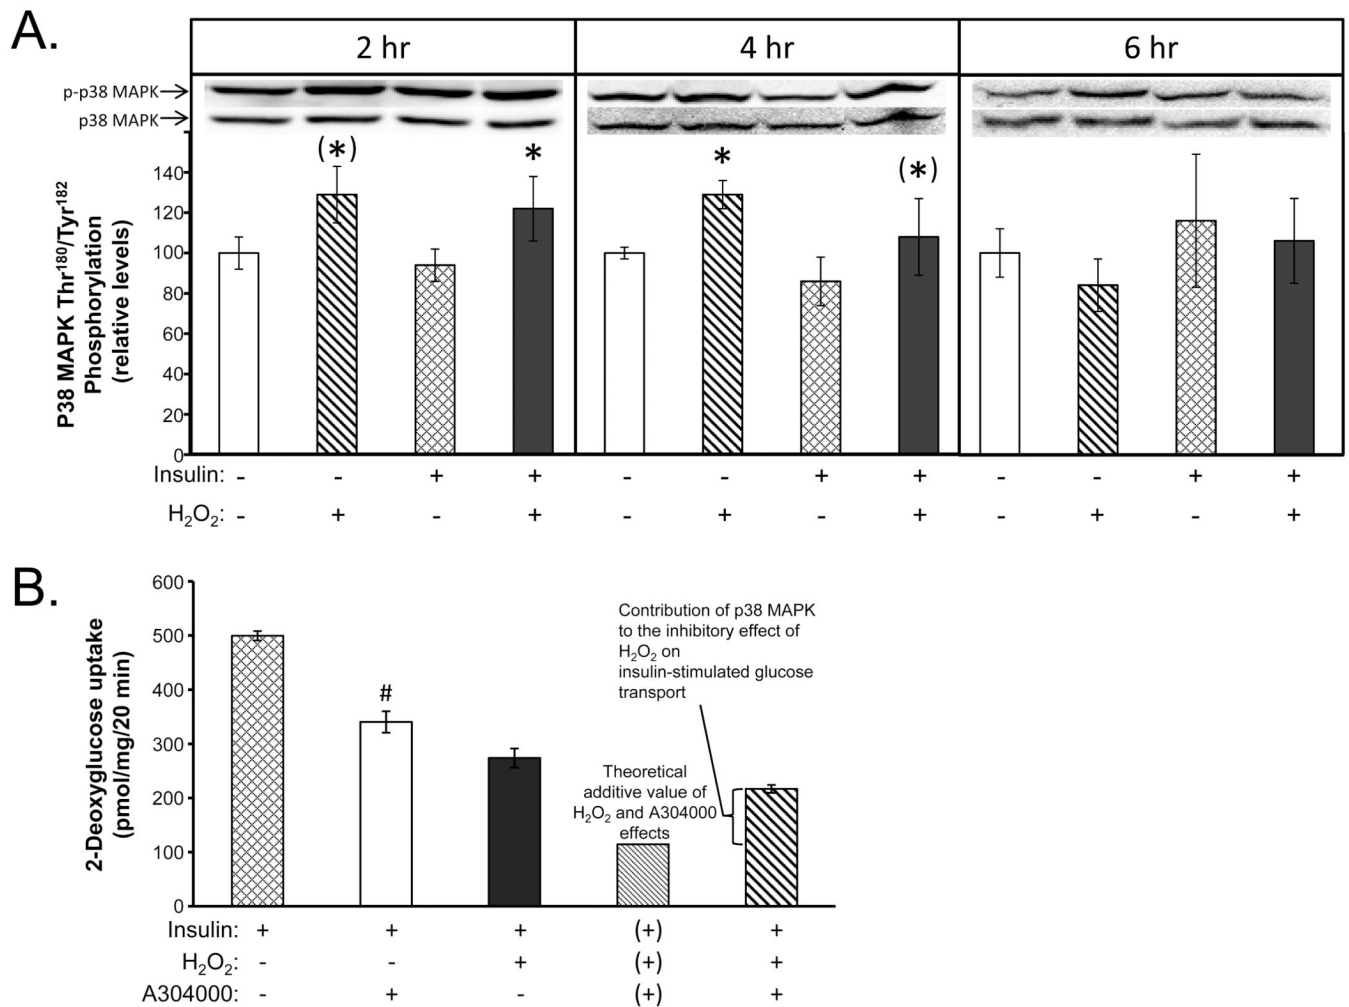 A.
2 hr
4 hr
6 hr
p-p38 MAPK
p38 MAPK
(*)
*
*
(*)
P38 MAPK Thr180/Tyr182
Phosphorylation
(relative levels)
140
120
100
80
60
40
20
0
Insulin: - - + + - - + + - - + +
H2O2: - + - + - + - + - + - +
B.
2-Deoxyglucose uptake
(pmol/mg/20 min)
600
500
400
300
200
100
0
#
Contribution of p38 MAPK
to the inhibitory effect of
H2O2 on
insulin-stimulated glucose
transport
Theoretical
additive value of
H2O2 and A304000
effects
Insulin: + + + (+) +
H2O2: - - + (+) +
A304000: - + - (+) +